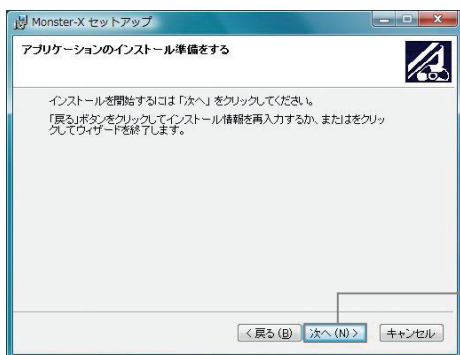 Monster-X セットアップ
アプリケーションのインストール準備をする
インストールを開始するには「次へ」をクリックしてください。
「戻る」ボタンをクリックしてインストール情報を再入力するか、またはをクリッ
クしてウィザードを終了します。
< 戻る(B)
次へ(N) >
キャンセル